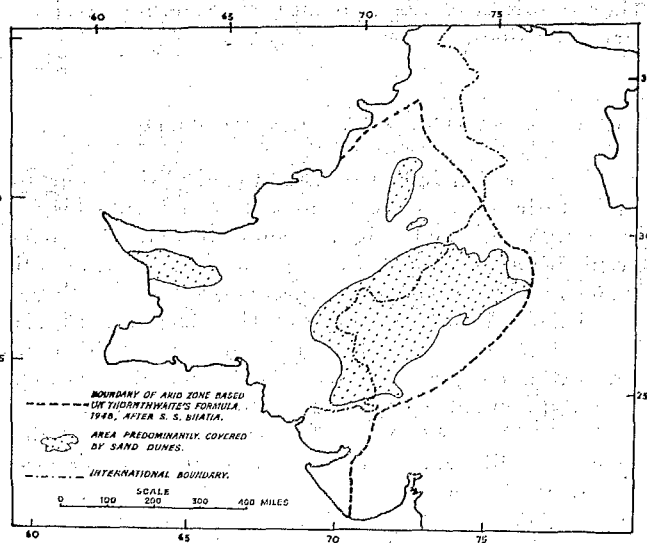 60 65 70 75
30
25
BOUNDARY OF ARID ZONE BASED
ON THORNTHWAITE'S FORMULA
1948, AFTER S. S. BHATIA.
AREA PREDOMINANTLY COVERED
BY SAND DUNES.
INTERNATIONAL BOUNDARY.
SCALE
0 100 200 300 400 MILES
60 65 70 75